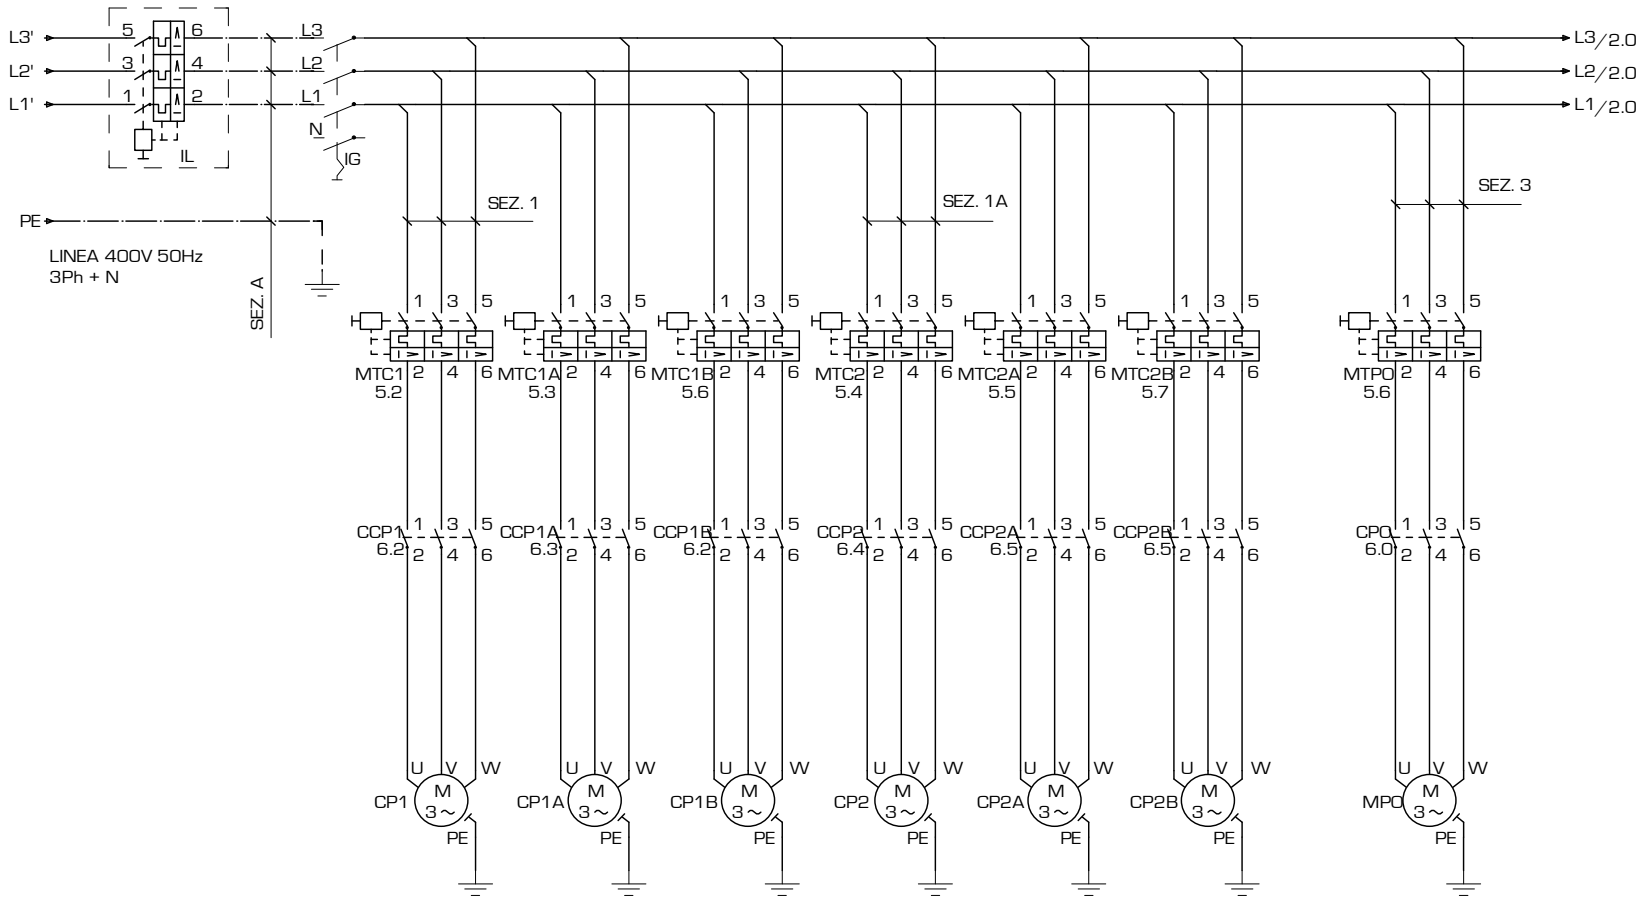 L3' 5 6 L3 L3/2.0
L2' 3 4 L2 L2/2.0
L1' 1 2 L1 L1/2.0
N
IL IG
PE
LINEA 400V 50Hz
3Ph + N
SEZ. A
SEZ. 1 SEZ. 1A SEZ. 3
1 3 5 1 3 5 1 3 5 1 3 5 1 3 5 1 3 5 1 3 5
MTC1 2 4 6 MTC1A 2 4 6 MTC1B 2 4 6 MTC2 2 4 6 MTC2A 2 4 6 MTC2B 2 4 6 MTPO 2 4 6
5.2 5.3 5.6 5.4 5.5 5.7 5.6
CCP1 1 3 5 CCP1A 1 3 5 CCP1B 1 3 5 CCP2 1 3 5 CCP2A 1 3 5 CCP2B 1 3 5 CPO 1 3 5
6.2 2 4 6 6.3 2 4 6 6.2 2 4 6 6.4 2 4 6 6.5 2 4 6 6.5 2 4 6 6.0 2 4 6
U V W U V W U V W U V W U V W U V W U V W
M M M M M M M
CP1 3~ CP1A 3~ CP1B 3~ CP2 3~ CP2A 3~ CP2B 3~ MPO 3~
PE PE PE PE PE PE PE